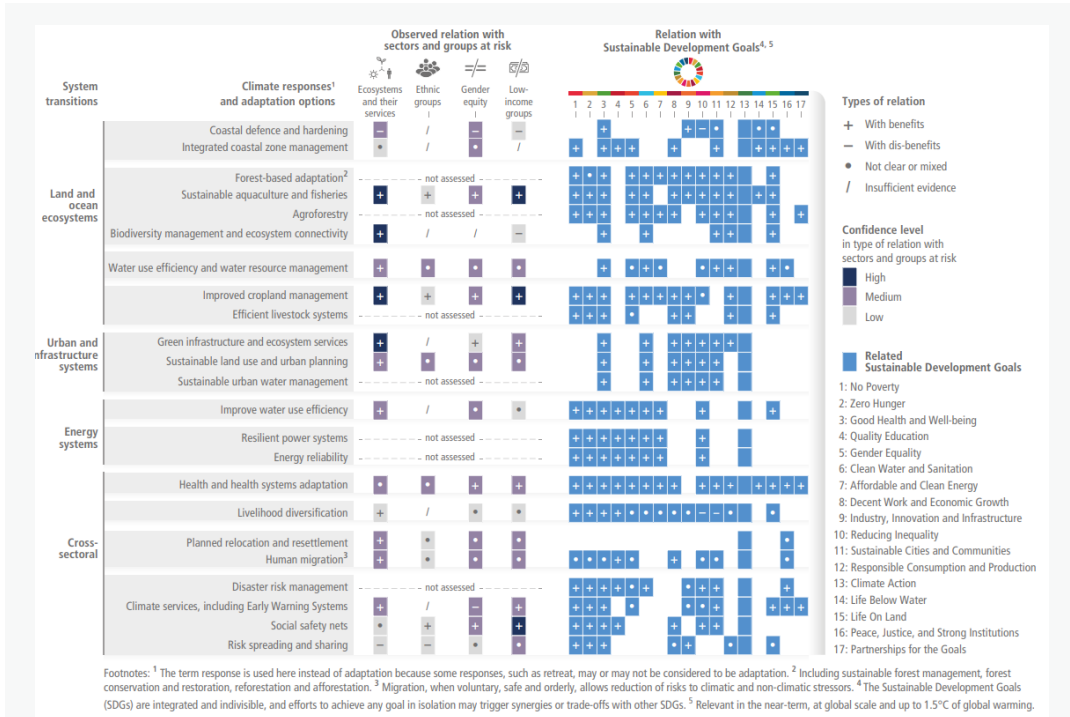 Observed relation with
sectors and groups at risk
Relation with
Sustainable Development Goals4, 5
System
transitions
Climate responses1
and adaptation options
Ecosystems
and their
services
Ethnic
groups
Gender
equity
Low-
income
groups
1 2 3 4 5 6 7 8 9 10 11 12 13 14 15 16 17
Land and
ocean
ecosystems
Coastal defence and hardening
Integrated coastal zone management
Forest-based adaptation2 not assessed
Sustainable aquaculture and fisheries
Agroforestry not assessed
Biodiversity management and ecosystem connectivity
Water use efficiency and water resource management
Improved cropland management
Efficient livestock systems not assessed
Urban and
nfrastructure
systems
Green infrastructure and ecosystem services
Sustainable land use and urban planning
Sustainable urban water management not assessed
Energy
systems
Improve water use efficiency
Resilient power systems not assessed
Energy reliability not assessed
Cross-
sectoral
Health and health systems adaptation
Livelihood diversification
Planned relocation and resettlement
Human migration3
Disaster risk management not assessed
Climate services, including Early Warning Systems
Social safety nets
Risk spreading and sharing
Types of relation
+ With benefits
− With dis-benefits
• Not clear or mixed
/ Insufficient evidence
Confidence level
in type of relation with
sectors and groups at risk
High
Medium
Low
Related
Sustainable Development Goals
1: No Poverty
2: Zero Hunger
3: Good Health and Well-being
4: Quality Education
5: Gender Equality
6: Clean Water and Sanitation
7: Affordable and Clean Energy
8: Decent Work and Economic Growth
9: Industry, Innovation and Infrastructure
10: Reducing Inequality
11: Sustainable Cities and Communities
12: Responsible Consumption and Production
13: Climate Action
14: Life Below Water
15: Life On Land
16: Peace, Justice, and Strong Institutions
17: Partnerships for the Goals
Footnotes: 1 The term response is used here instead of adaptation because some responses, such as retreat, may or may not be considered to be adaptation. 2 Including sustainable forest management, forest
conservation and restoration, reforestation and afforestation. 3 Migration, when voluntary, safe and orderly, allows reduction of risks to climatic and non-climatic stressors. 4 The Sustainable Development Goals
(SDGs) are integrated and indivisible, and efforts to achieve any goal in isolation may trigger synergies or trade-offs with other SDGs. 5 Relevant in the near-term, at global scale and up to 1.5°C of global warming.